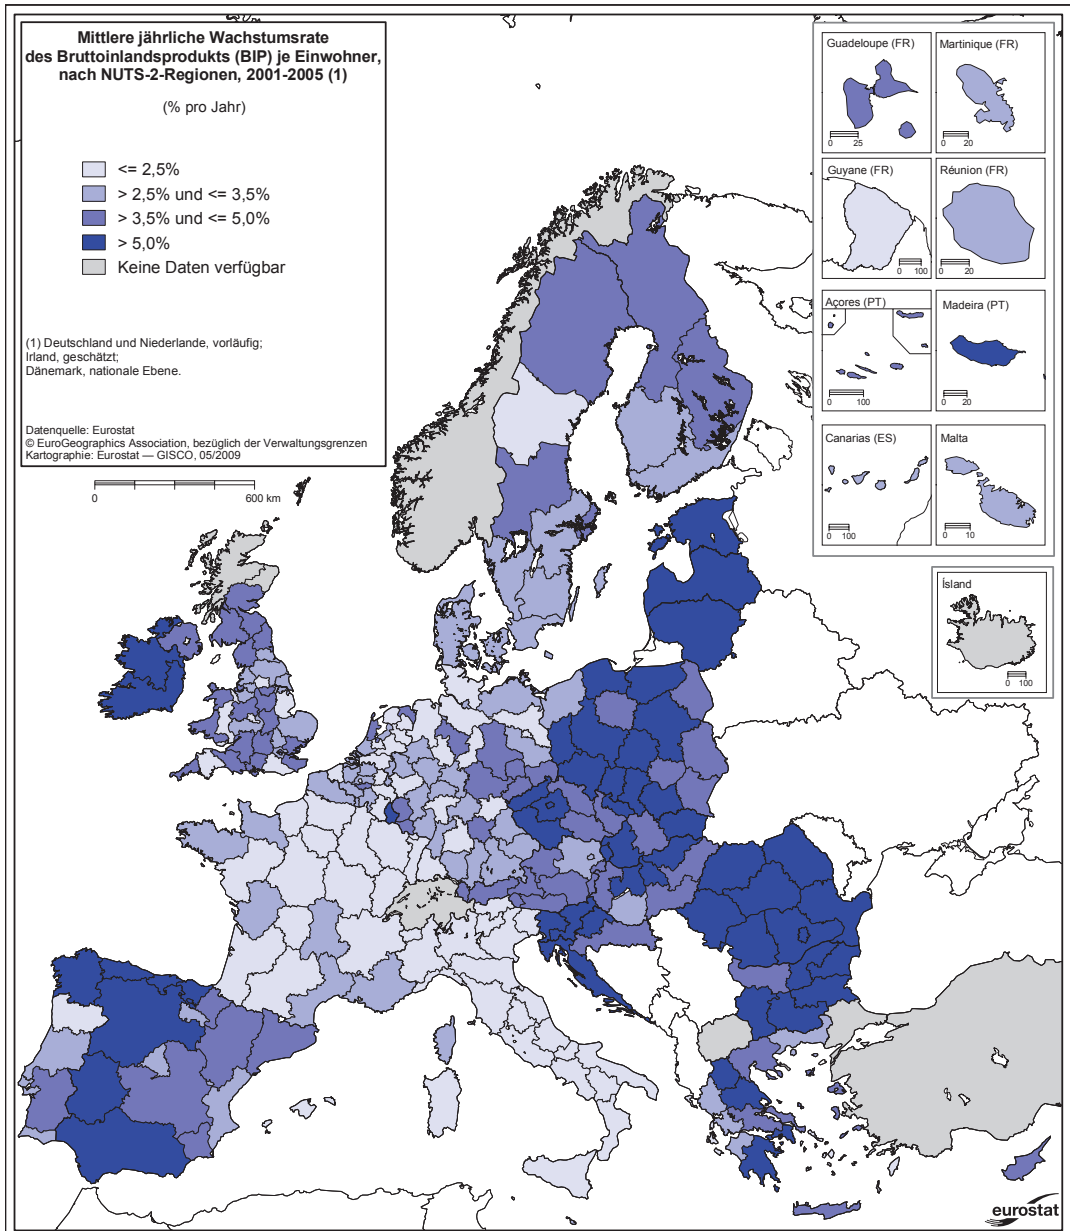 Mittlere jährliche Wachstumsrate
des Bruttoinlandsprodukts (BIP) je Einwohner,
nach NUTS-2-Regionen, 2001-2005 (1)
(% pro Jahr)
<= 2,5%
> 2,5% und <= 3,5%
> 3,5% und <= 5,0%
> 5,0%
Keine Daten verfügbar
(1) Deutschland und Niederlande, vorläufig;
Irland, geschätzt;
Dänemark, nationale Ebene.
Datenquelle: Eurostat
© EuroGeographics Association, bezüglich der Verwaltungsgrenzen
Kartographie: Eurostat — GISCO, 05/2009
0 600 km
Guadeloupe (FR)
0 25
Martinique (FR)
0 20
Guyane (FR)
0 100
Réunion (FR)
0 20
Açores (PT)
0 100
Madeira (PT)
0 20
Canarias (ES)
0 100
Malta
0 10
Ísland
0 100
eurostat